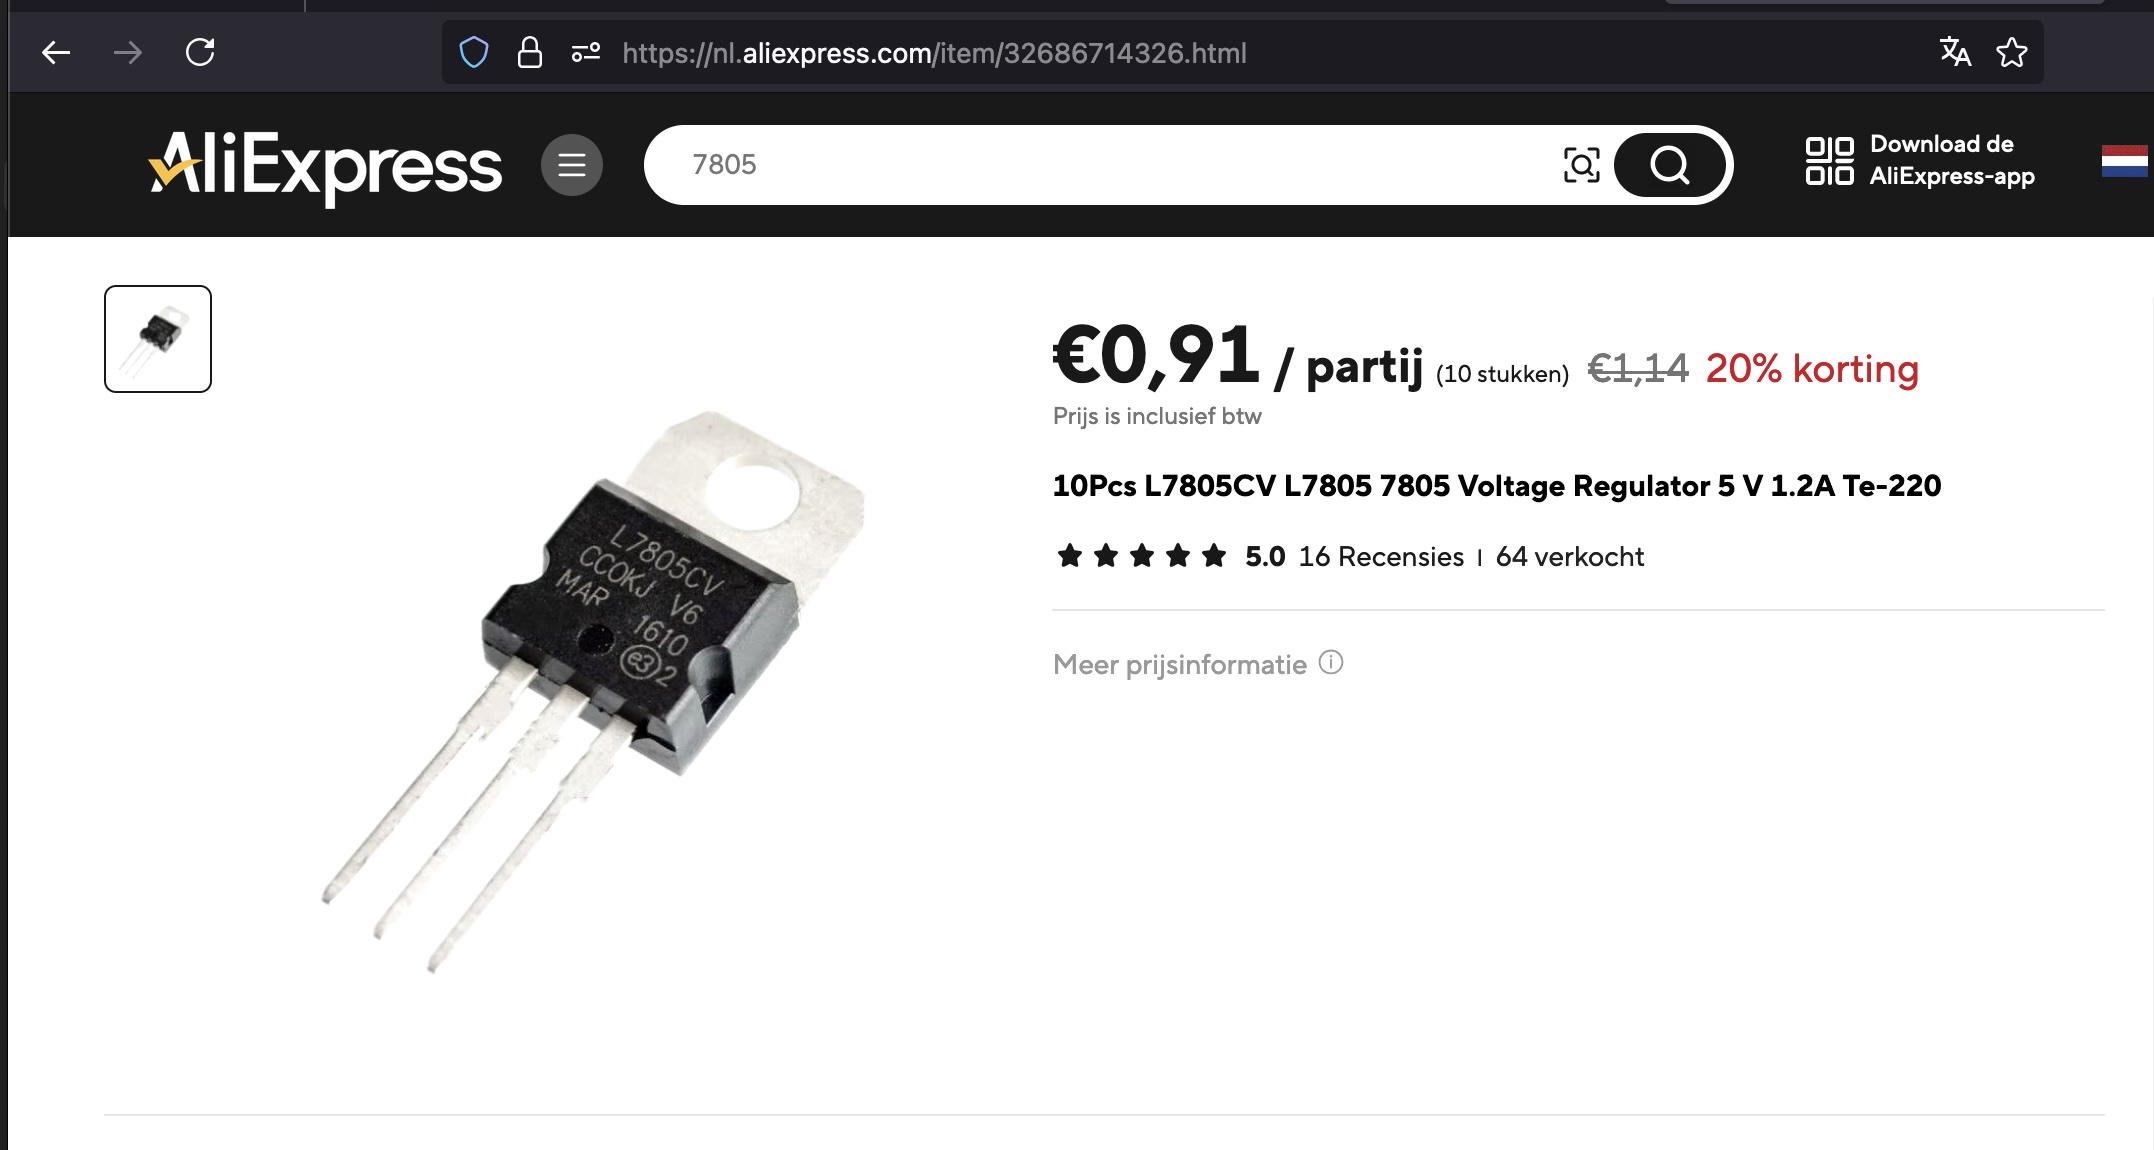 https://nl.aliexpress.com/item/32686714326.html
AliExpress
7805
Download de
AliExpress-app
€0,91 / partij (10 stukken) €1,14 20% korting
Prijs is inclusief btw
10Pcs L7805CV L7805 7805 Voltage Regulator 5 V 1.2A Te-220
5.0 16 Recensies | 64 verkocht
Meer prijsinformatie
L7805CV
CC0KJ V6
MAR 1610
e3 2